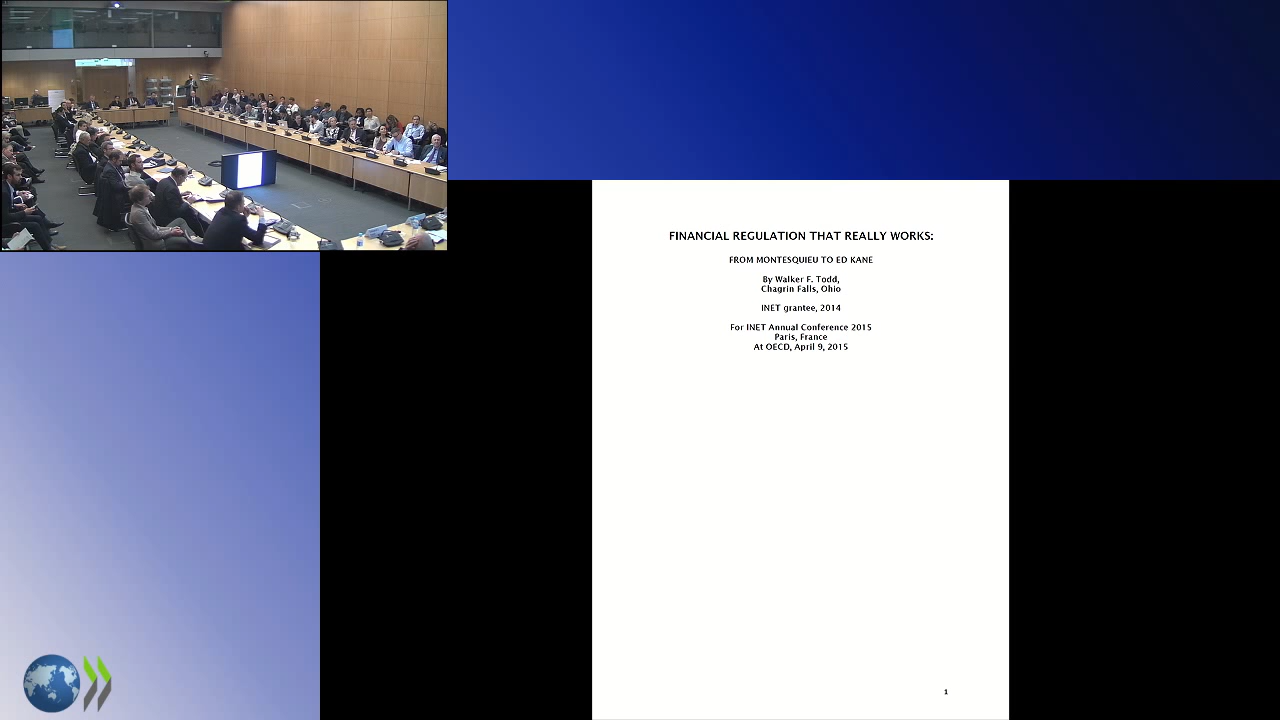 FINANCIAL REGULATION THAT REALLY WORKS:
FROM MONTESQUIEU TO ED KANE
By Walker F. Todd,
Chagrin Falls, Ohio
INET grantee, 2014
For INET Annual Conference 2015
Paris, France
At OECD, April 9, 2015
1